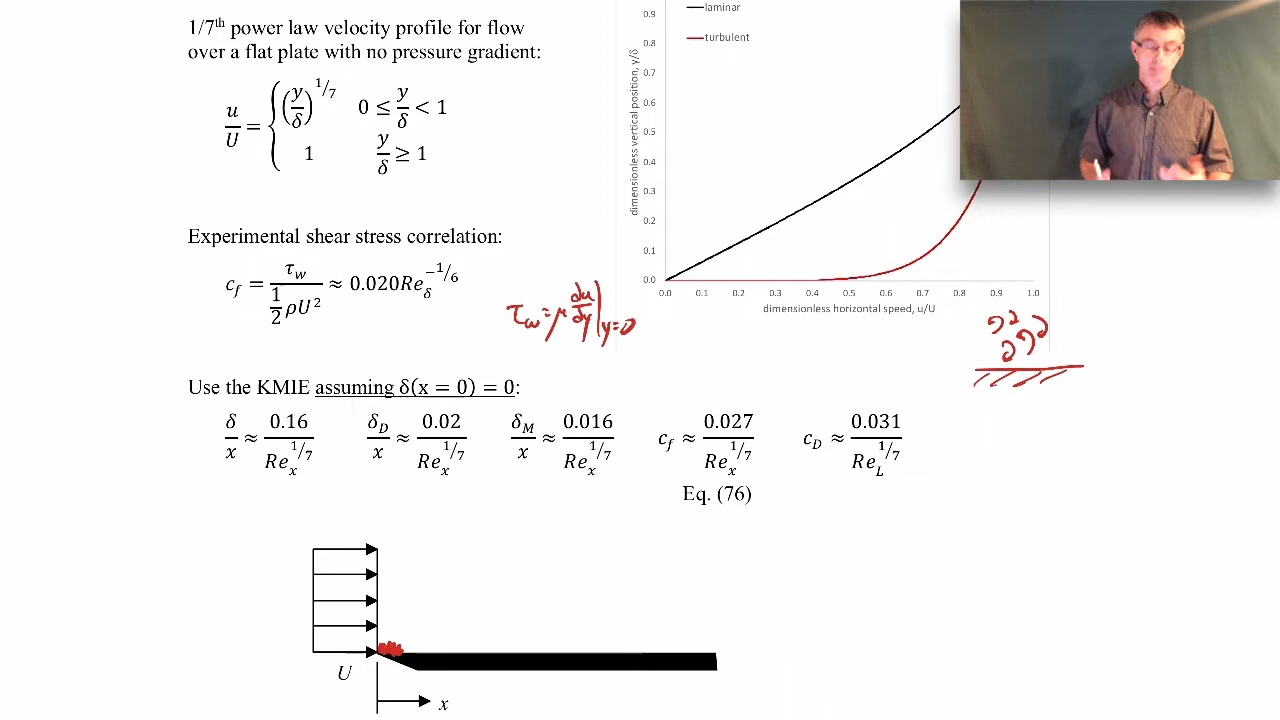 1/7th power law velocity profile for flow
over a flat plate with no pressure gradient:
u/U = { (y/δ)^1/7 0 ≤ y/δ < 1
1 y/δ ≥ 1
Experimental shear stress correlation:
c_f = τ_w / (1/2 ρU²) ≈ 0.020Re_δ^−1/6
τ_w = μ du/dy |y=0
Use the KMIE assuming δ(x = 0) = 0:
δ/x ≈ 0.16/Re_x^1/7 δ_D/x ≈ 0.02/Re_x^1/7 δ_M/x ≈ 0.016/Re_x^1/7 c_f ≈ 0.027/Re_x^1/7 c_D ≈ 0.031/Re_L^1/7
Eq. (76)
U
x
laminar
turbulent
dimensionless vertical position, y/δ
0.9
0.8
0.7
0.6
0.5
0.4
0.3
0.2
0.1
0.0
0.0 0.1 0.2 0.3 0.4 0.5 0.6 0.7 0.8 0.9 1.0
dimensionless horizontal speed, u/U